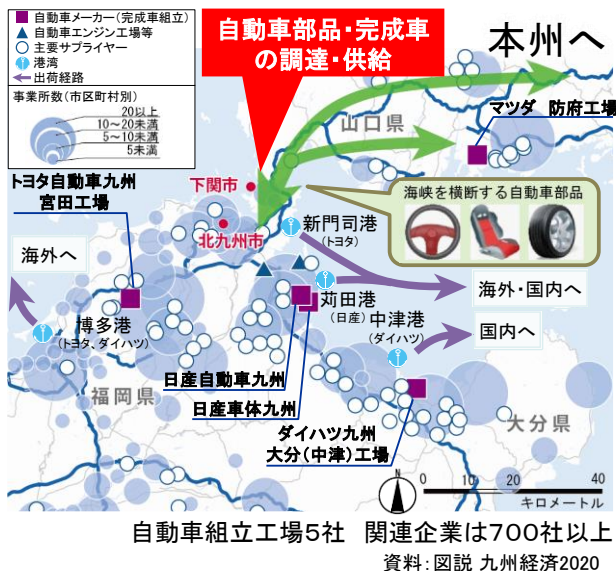 自動車メーカー(完成車組立)
自動車エンジン工場等
主要サプライヤー
港湾
出荷経路
事業所数(市区町村別)
20以上
10～20未満
5～10未満
5未満
自動車部品・完成車
の調達・供給
本州へ
マツダ 防府工場
山口県
トヨタ自動車九州
宮田工場
下関市
北九州市
海峡を横断する自動車部品
新門司港
(トヨタ)
海外へ
海外・国内へ
苅田港
(日産)
中津港
(ダイハツ)
国内へ
博多港
(トヨタ、ダイハツ)
日産自動車九州
日産車体九州
福岡県
ダイハツ九州
大分(中津)工場
大分県
N
0 10 20 40
キロメートル
自動車組立工場5社 関連企業は700社以上
資料:図説 九州経済2020